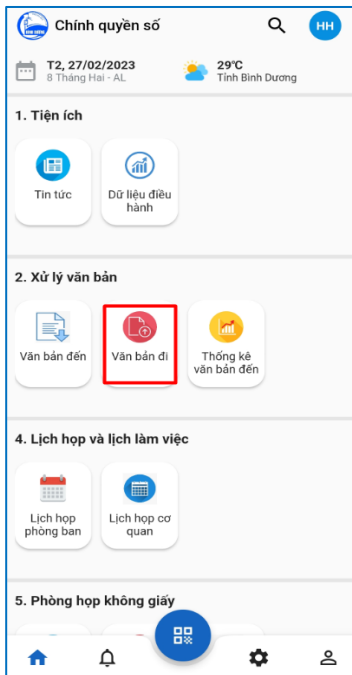 Chính quyền số
HH
T2, 27/02/2023
8 Tháng Hai - AL
29°C
Tỉnh Bình Dương
1. Tiện ích
Tin tức
Dữ liệu điều
hành
2. Xử lý văn bản
Văn bản đến
Văn bản đi
Thống kê
văn bản đến
4. Lịch họp và lịch làm việc
Lịch họp
phòng ban
Lịch họp cơ
quan
5. Phòng họp không giấy